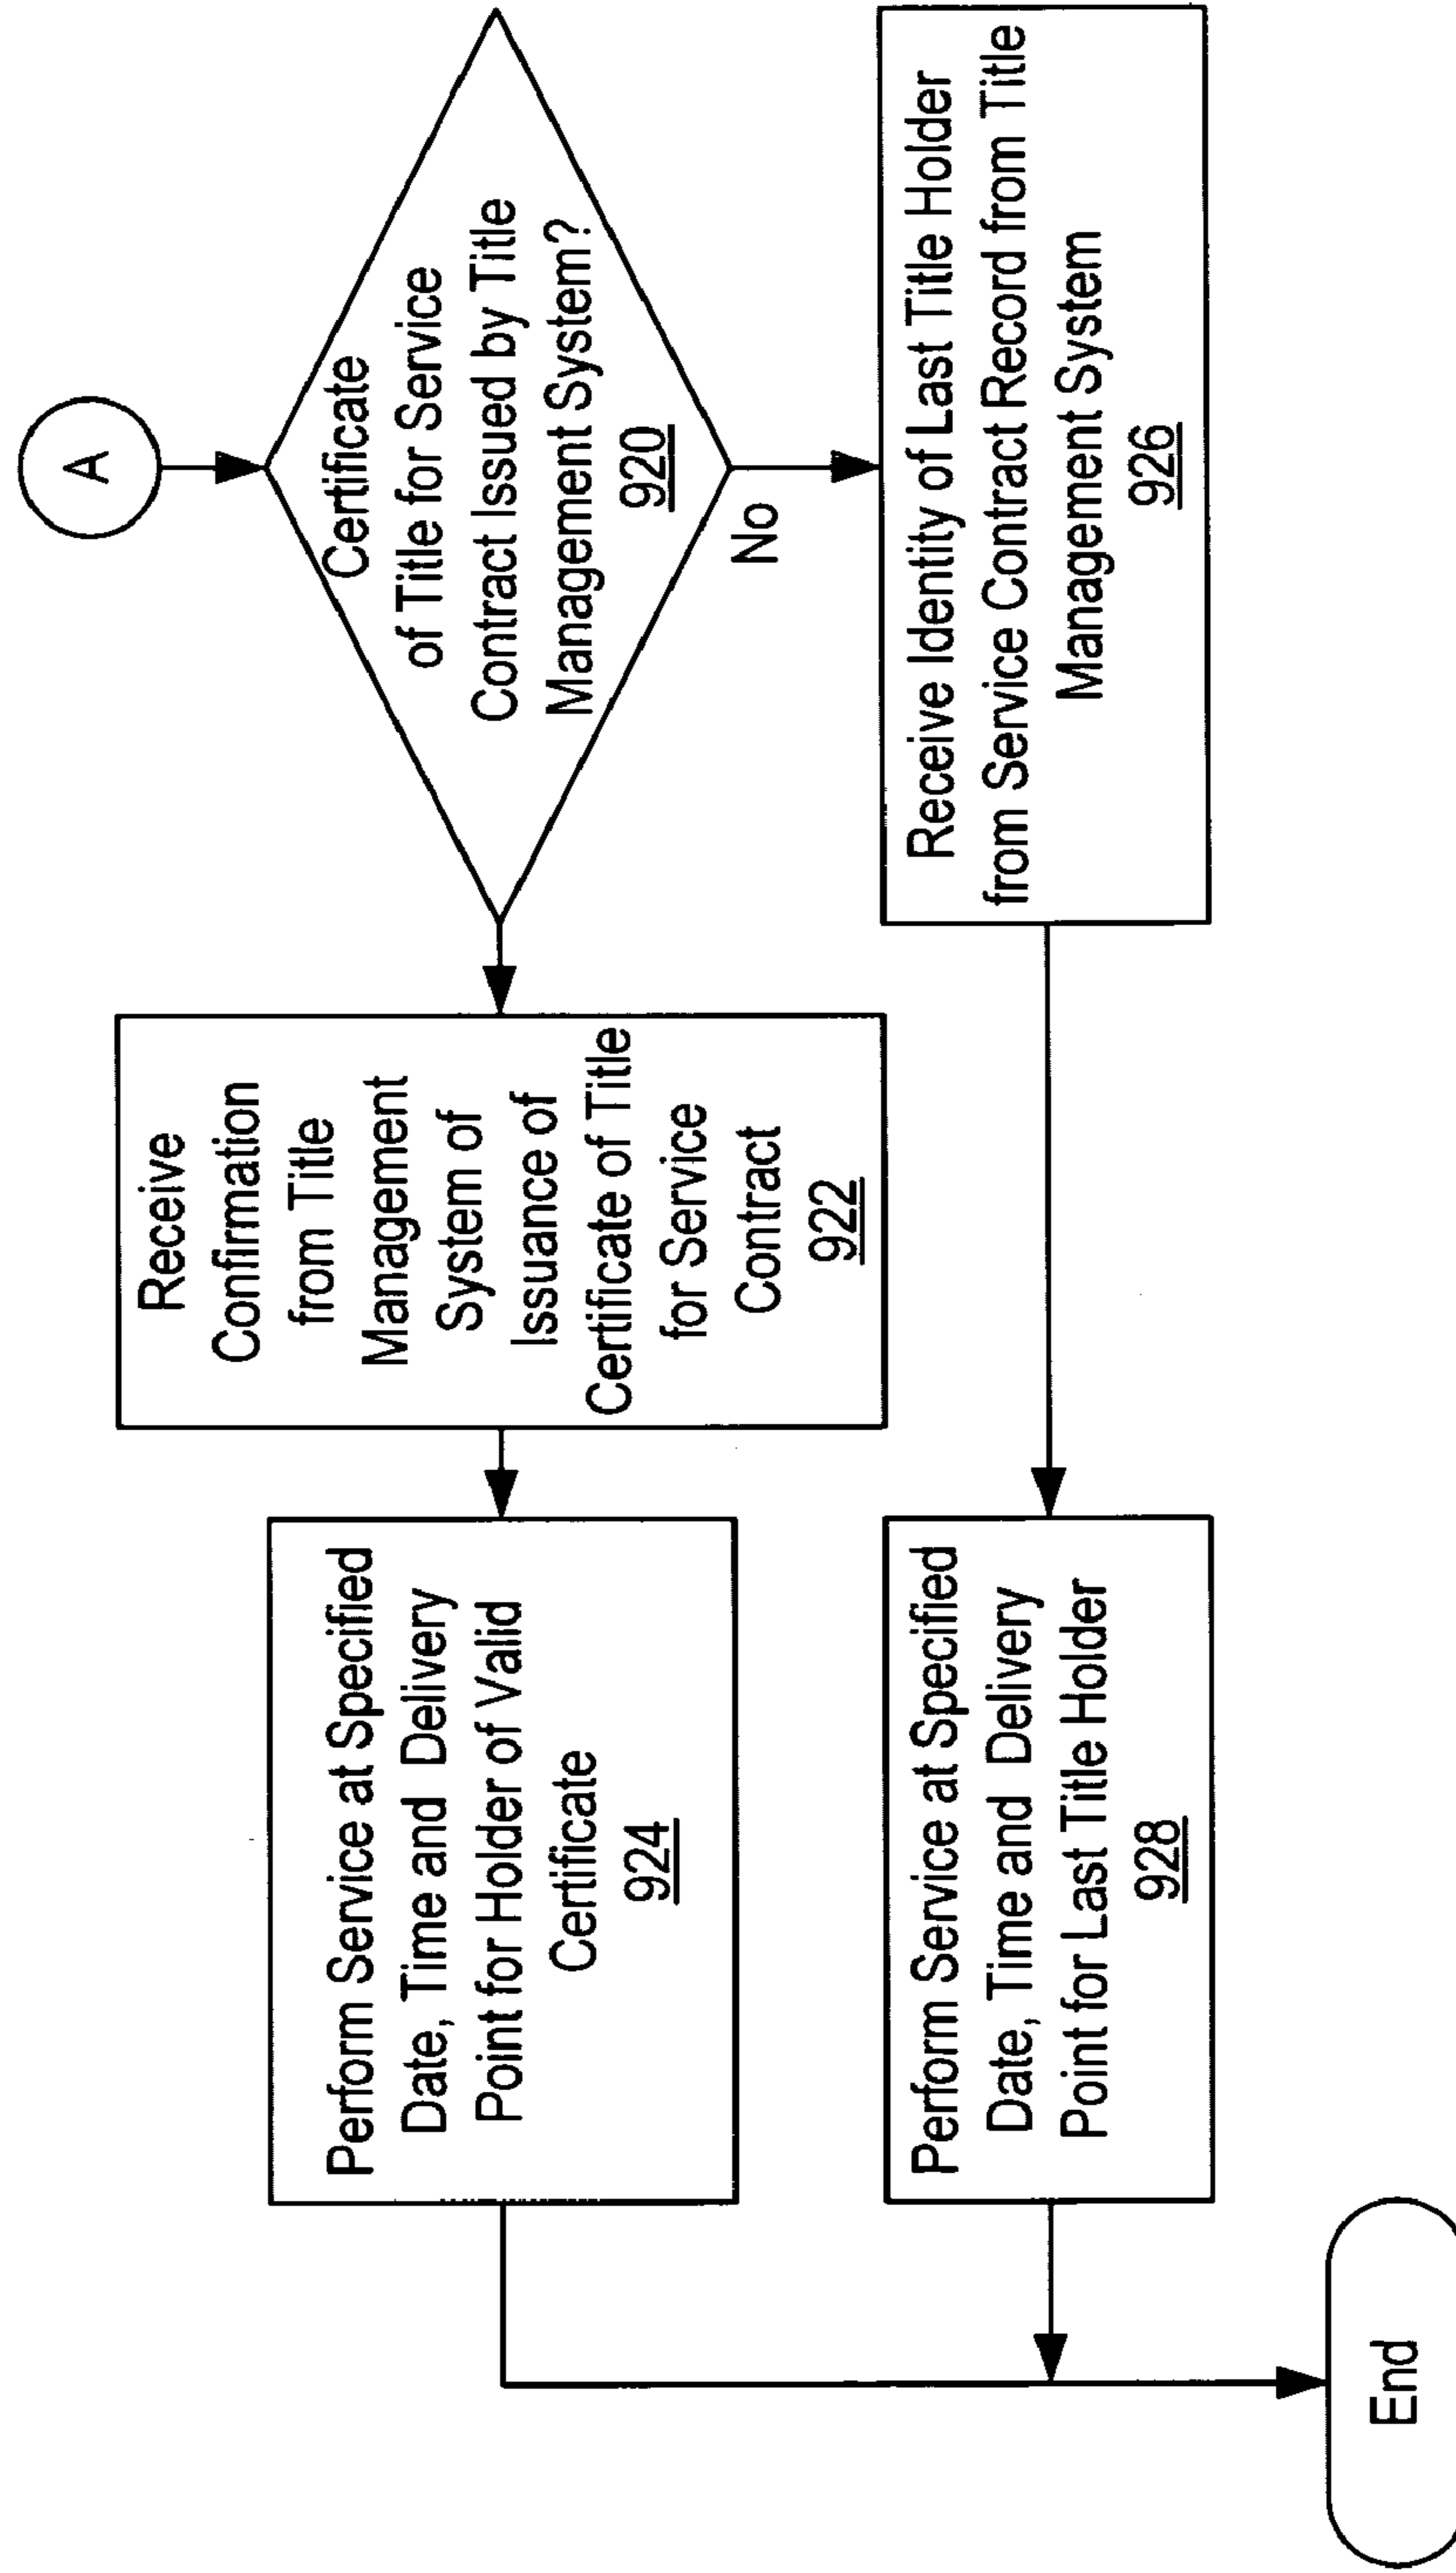 A
Certificate
of Title for Service
Contract Issued by Title
Management System?
920
No
Receive
Confirmation
from Title
Management
System of
Issuance of
Certificate of Title
for Service
Contract
922
Perform Service at Specified
Date, Time and Delivery
Point for Holder of Valid
Certificate
924
Receive Identity of Last Title Holder
from Service Contract Record from Title
Management System
926
Perform Service at Specified
Date, Time and Delivery
Point for Last Title Holder
928
End